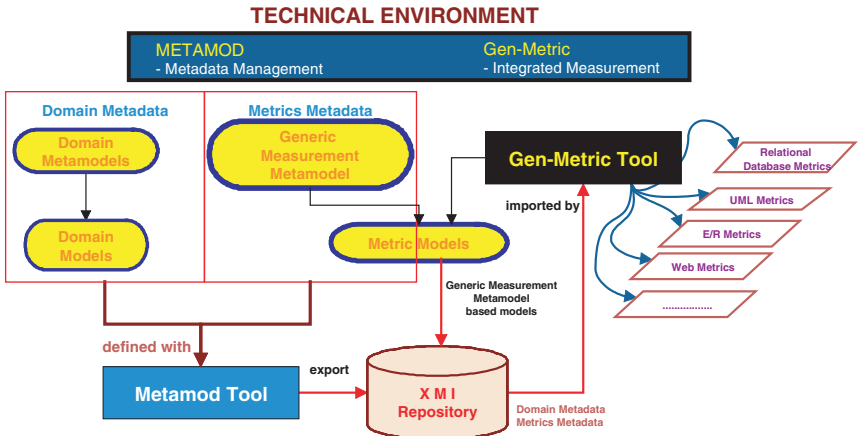 TECHNICAL ENVIRONMENT
METAMOD
- Metadata Management
Gen-Metric
- Integrated Measurement
Domain Metadata
Metrics Metadata
Domain
Metamodels
Generic
Measurement
Metamodel
Gen-Metric Tool
Relational
Database Metrics
UML Metrics
E/R Metrics
Web Metrics
.................
imported by
Domain
Models
Metric Models
Generic Measurement
Metamodel
based models
defined with
export
Metamod Tool
X M I
Repository
Domain Metadata
Metrics Metadata